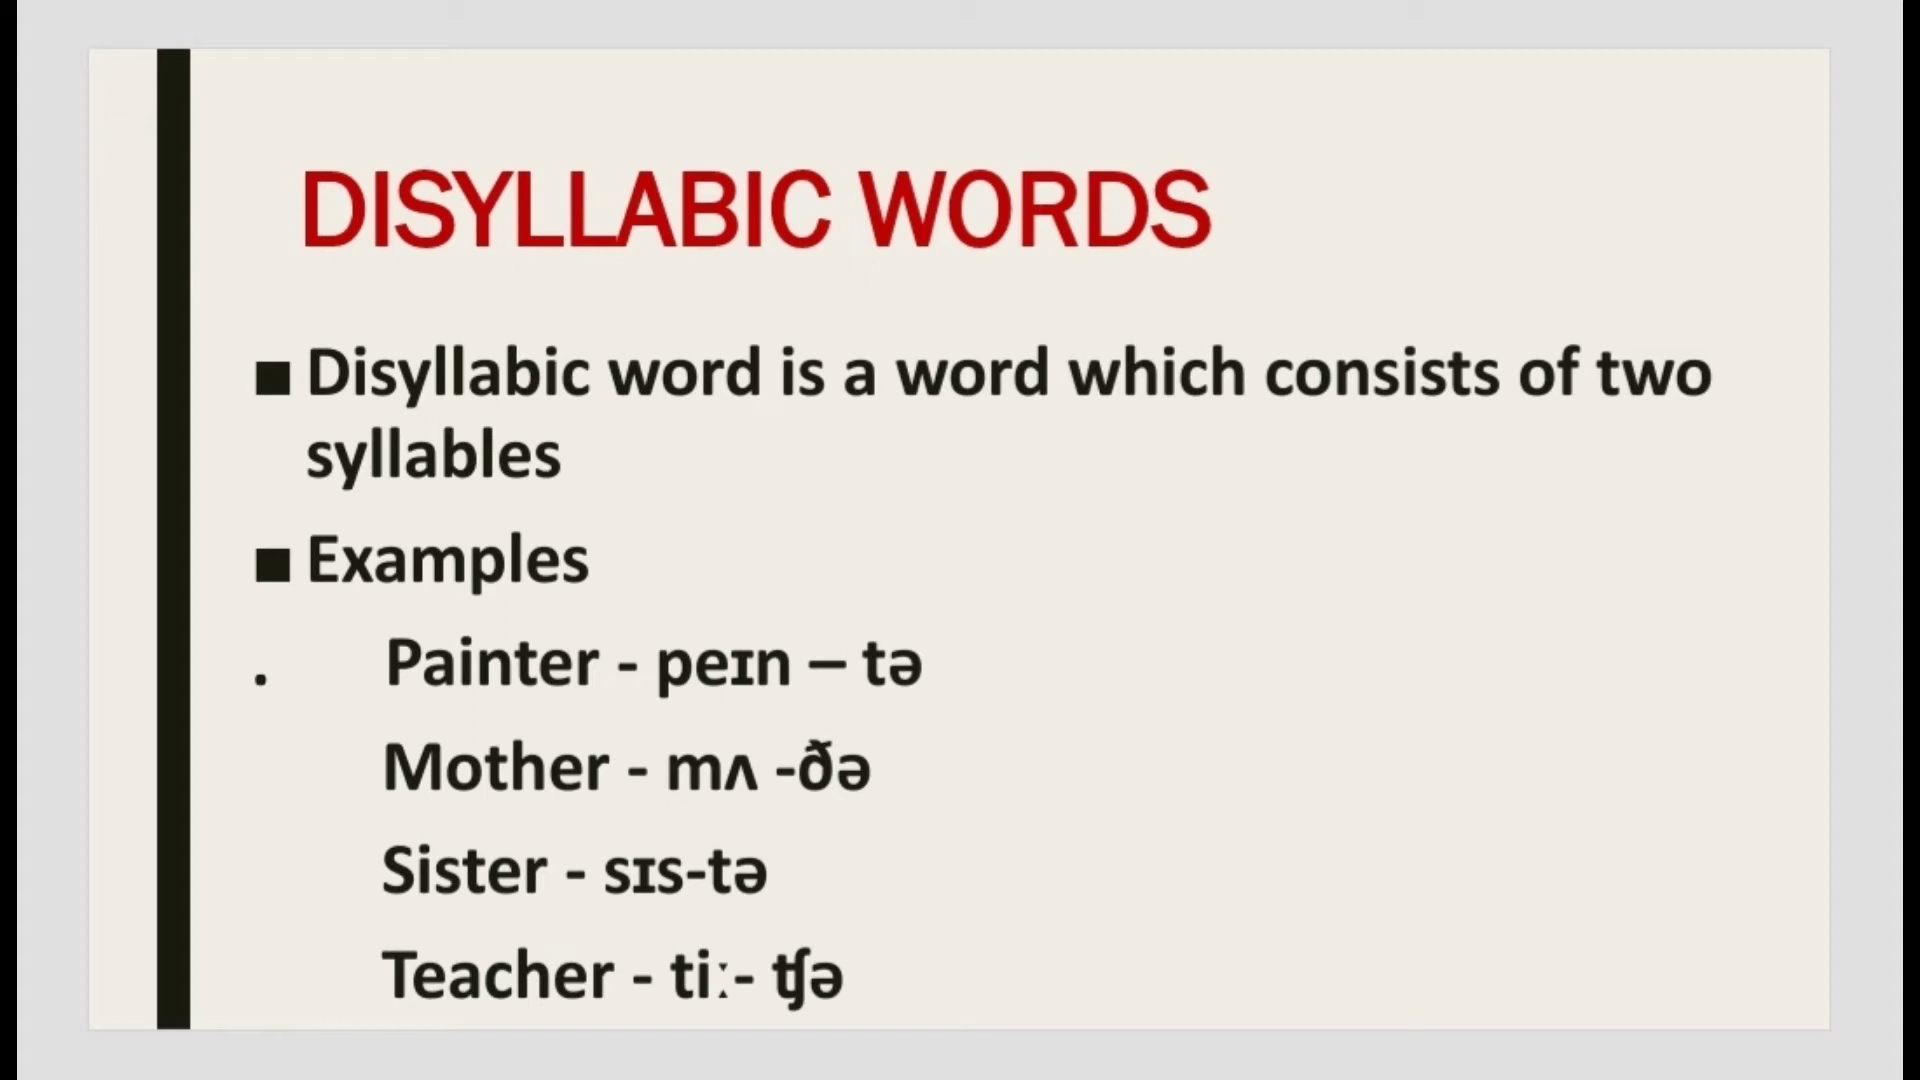 DISYLLABIC WORDS
■ Disyllabic word is a word which consists of two
syllables
■ Examples
. Painter - peɪn – tə
Mother - mʌ -ðə
Sister - sɪs-tə
Teacher - tiː- ʧə